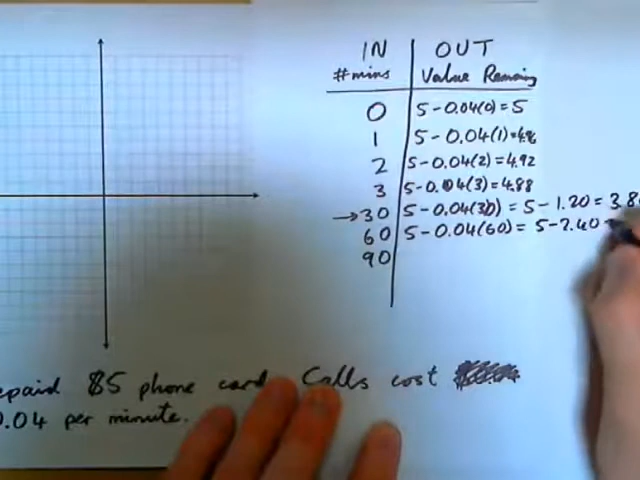 IN OUT
#mins Value Remaining
0 5-0.04(0)=5
1 5-0.04(1)=4.96
2 5-0.04(2)=4.92
3 5-0.04(3)=4.88
→30 5-0.04(30) = 5-1.20 = 3.8
60 5-0.04(60) = 5-2.40 =
90
epaid $5 phone card. Calls cost
0.04 per minute.